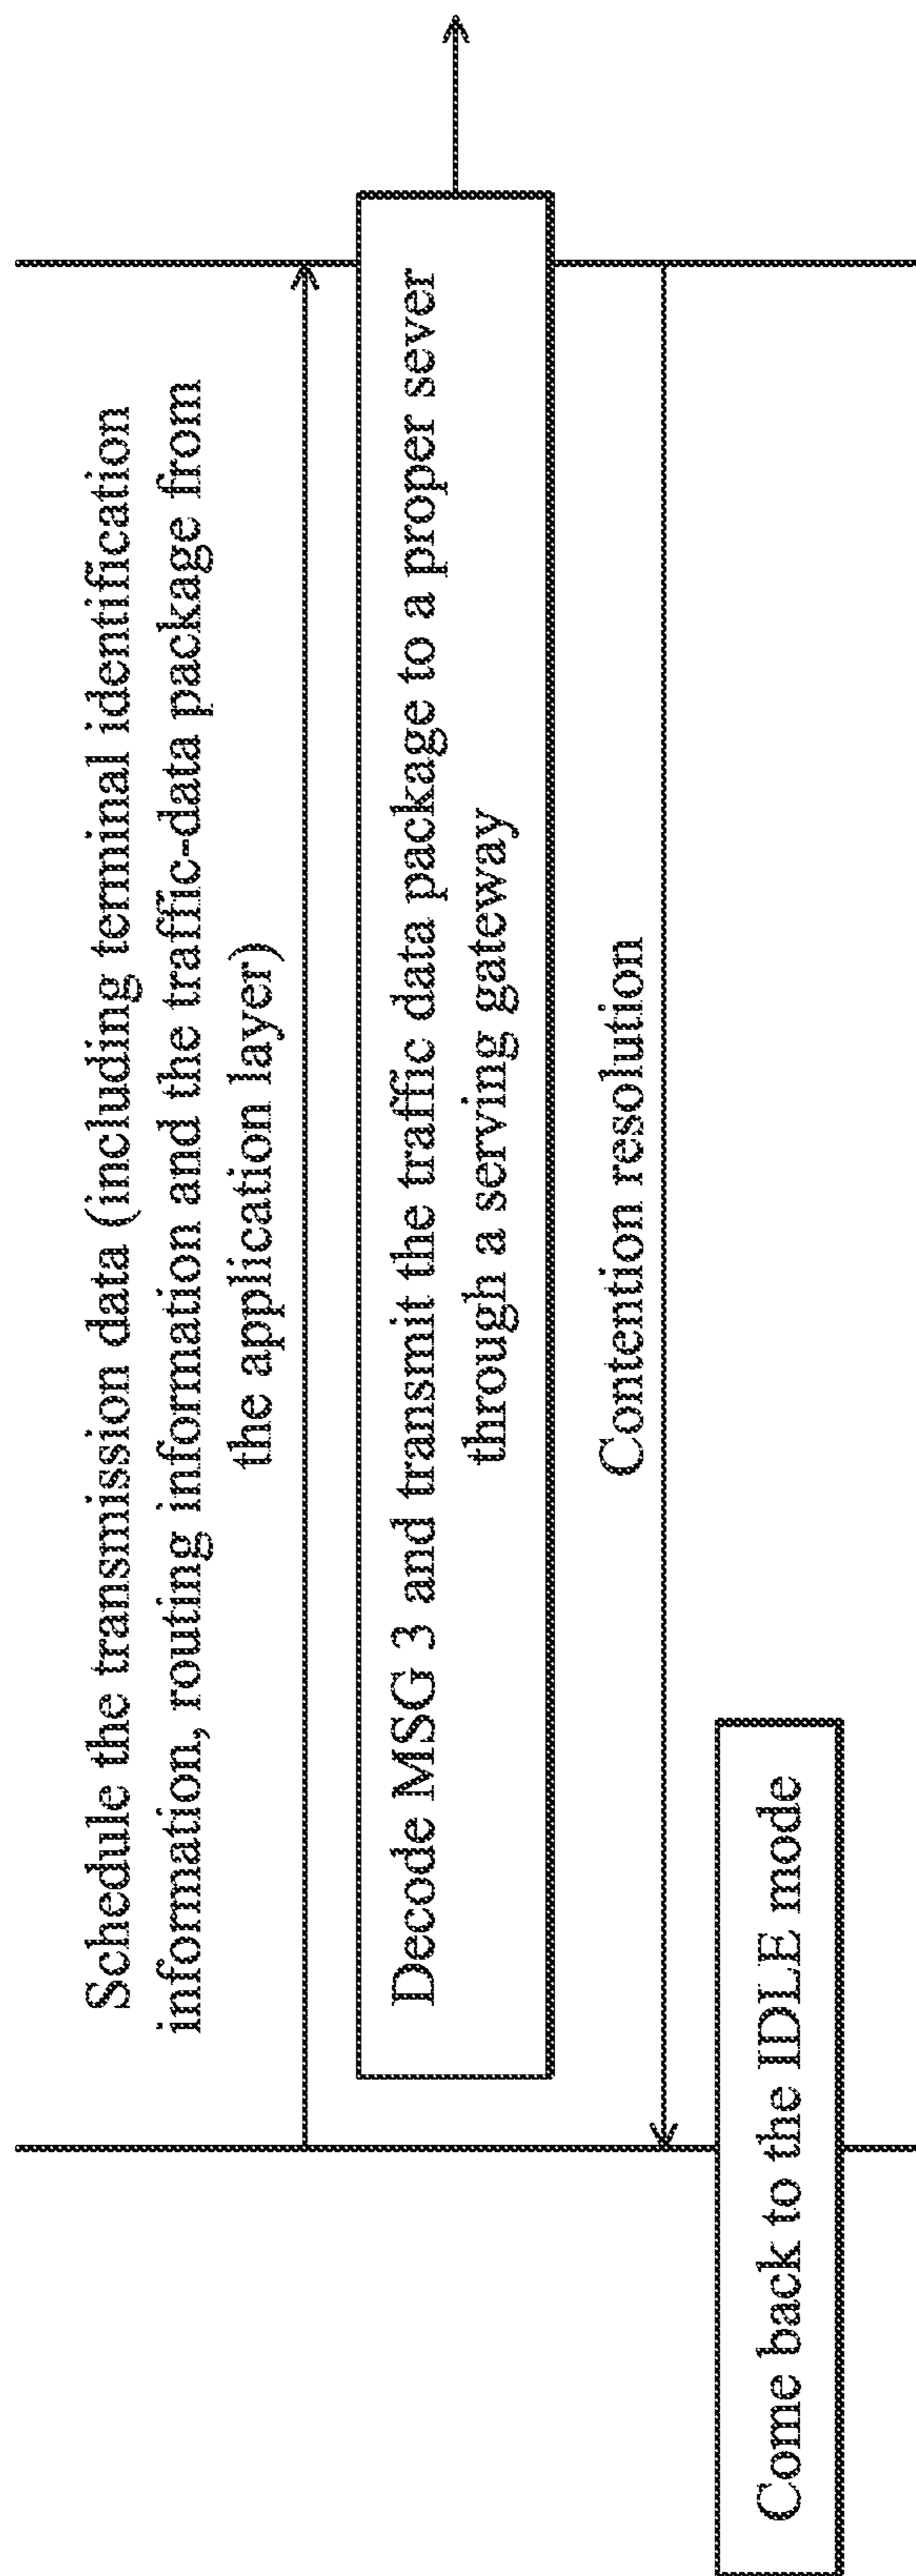 Schedule the transmission data (including teminal identification
information, routing information and the traffic-data package from
the application layer)
Decode MSG 3 and transmit the traffic data package to a proper sever
through a serving gateway
Contention resolution
Come back to the IDLE mode